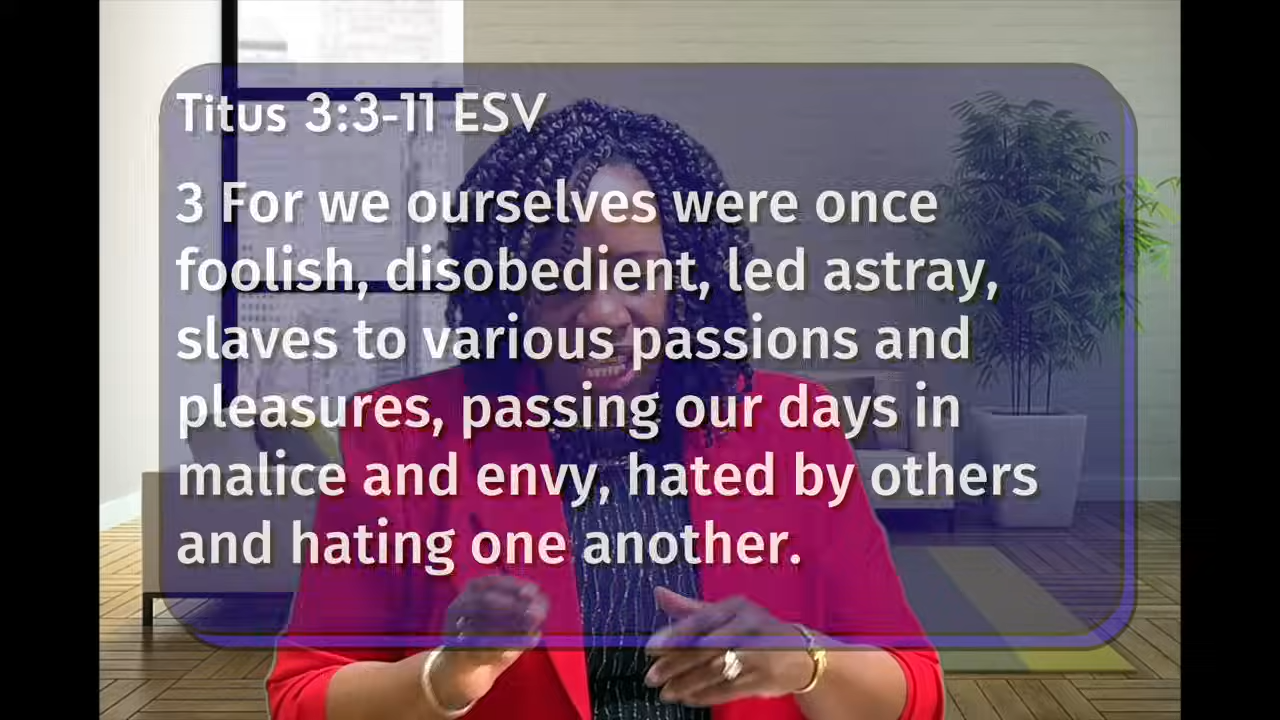 Titus 3:3-11 ESV
3 For we ourselves were once
foolish, disobedient, led astray,
slaves to various passions and
pleasures, passing our days in
malice and envy, hated by others
and hating one another.